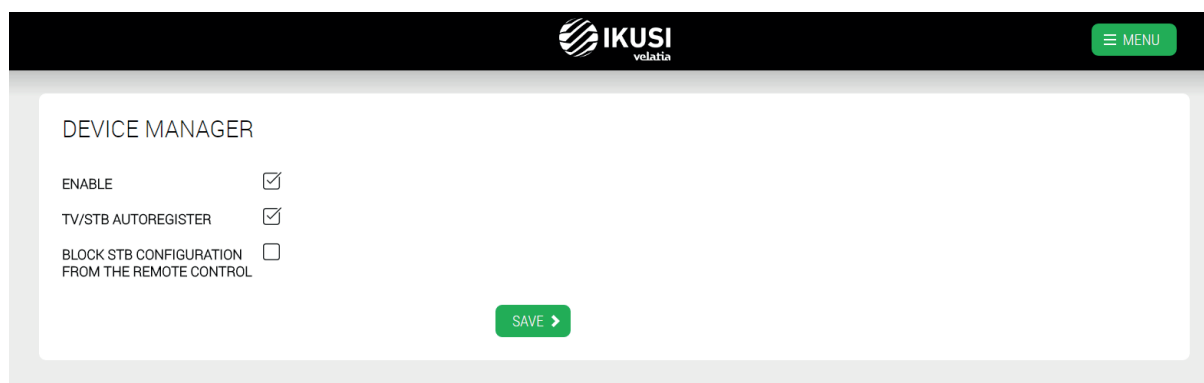 IKUSI
velatia
MENU
DEVICE MANAGER
ENABLE
TV/STB AUTOREGISTER
BLOCK STB CONFIGURATION
FROM THE REMOTE CONTROL
SAVE